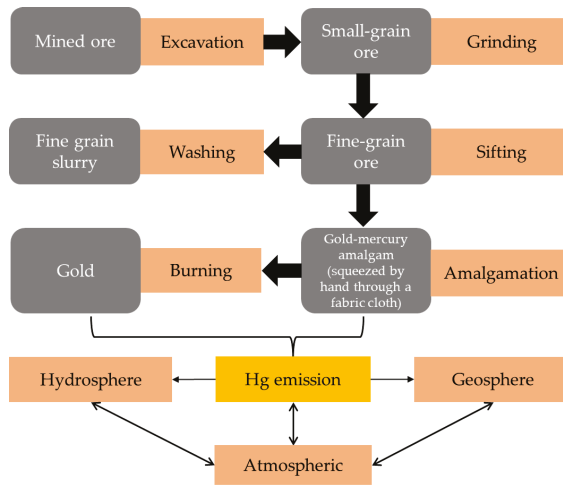 Mined ore
Excavation
Small-grain
ore
Grinding
Fine grain
slurry
Washing
Fine-grain
ore
Sifting
Gold
Burning
Gold-mercury
amalgam
(squeezed by
hand through a
fabric cloth)
Amalgamation
Hydrosphere
Hg emission
Geosphere
Atmospheric